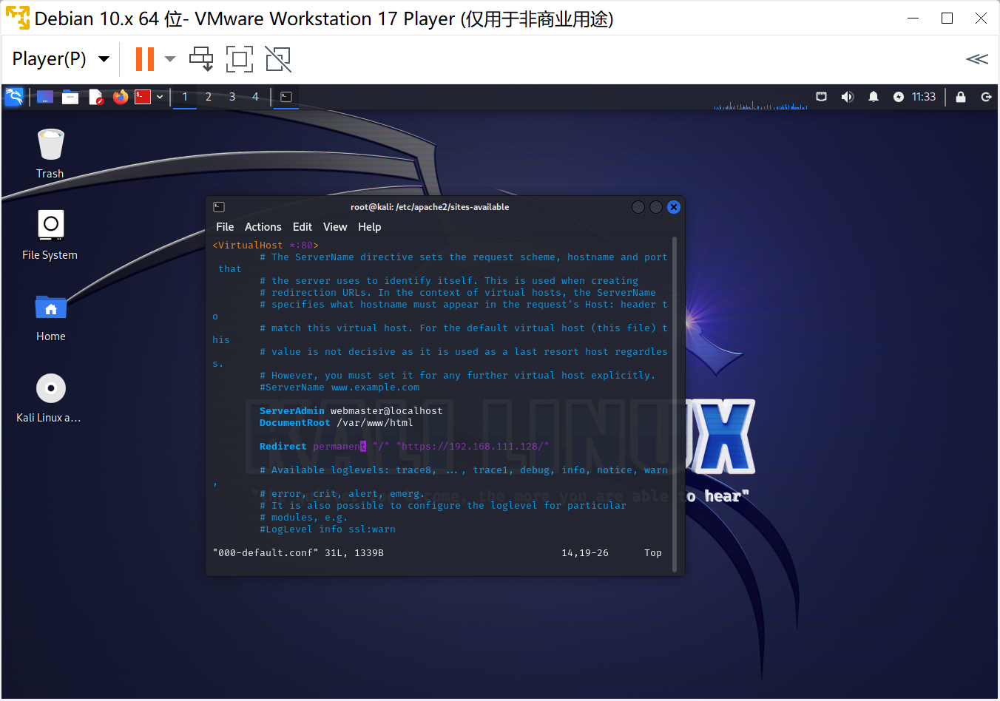 Debian 10.x 64 位- VMware Workstation 17 Player (仅用于非商业用途)
Player(P)
1 2 3 4
11:33
Trash
File System
Home
Kali Linux a…
root@kali: /etc/apache2/sites-available
File Actions Edit View Help
<VirtualHost *:80>
# The ServerName directive sets the request scheme, hostname and port
that
# the server uses to identify itself. This is used when creating
# redirection URLs. In the context of virtual hosts, the ServerName
# specifies what hostname must appear in the request's Host: header t
o
# match this virtual host. For the default virtual host (this file) t
his
# value is not decisive as it is used as a last resort host regardles
s.
# However, you must set it for any further virtual host explicitly.
#ServerName www.example.com
ServerAdmin webmaster@localhost
DocumentRoot /var/www/html
Redirect permanent "/" "https://192.168.111.128/"
# Available loglevels: trace8, ..., trace1, debug, info, notice, warn
,
# error, crit, alert, emerg.
# It is also possible to configure the loglevel for particular
# modules, e.g.
#LogLevel info ssl:warn
"000-default.conf" 31L, 1339B 14,19-26 Top
KALI LINUX
become, the more you are able to hear"